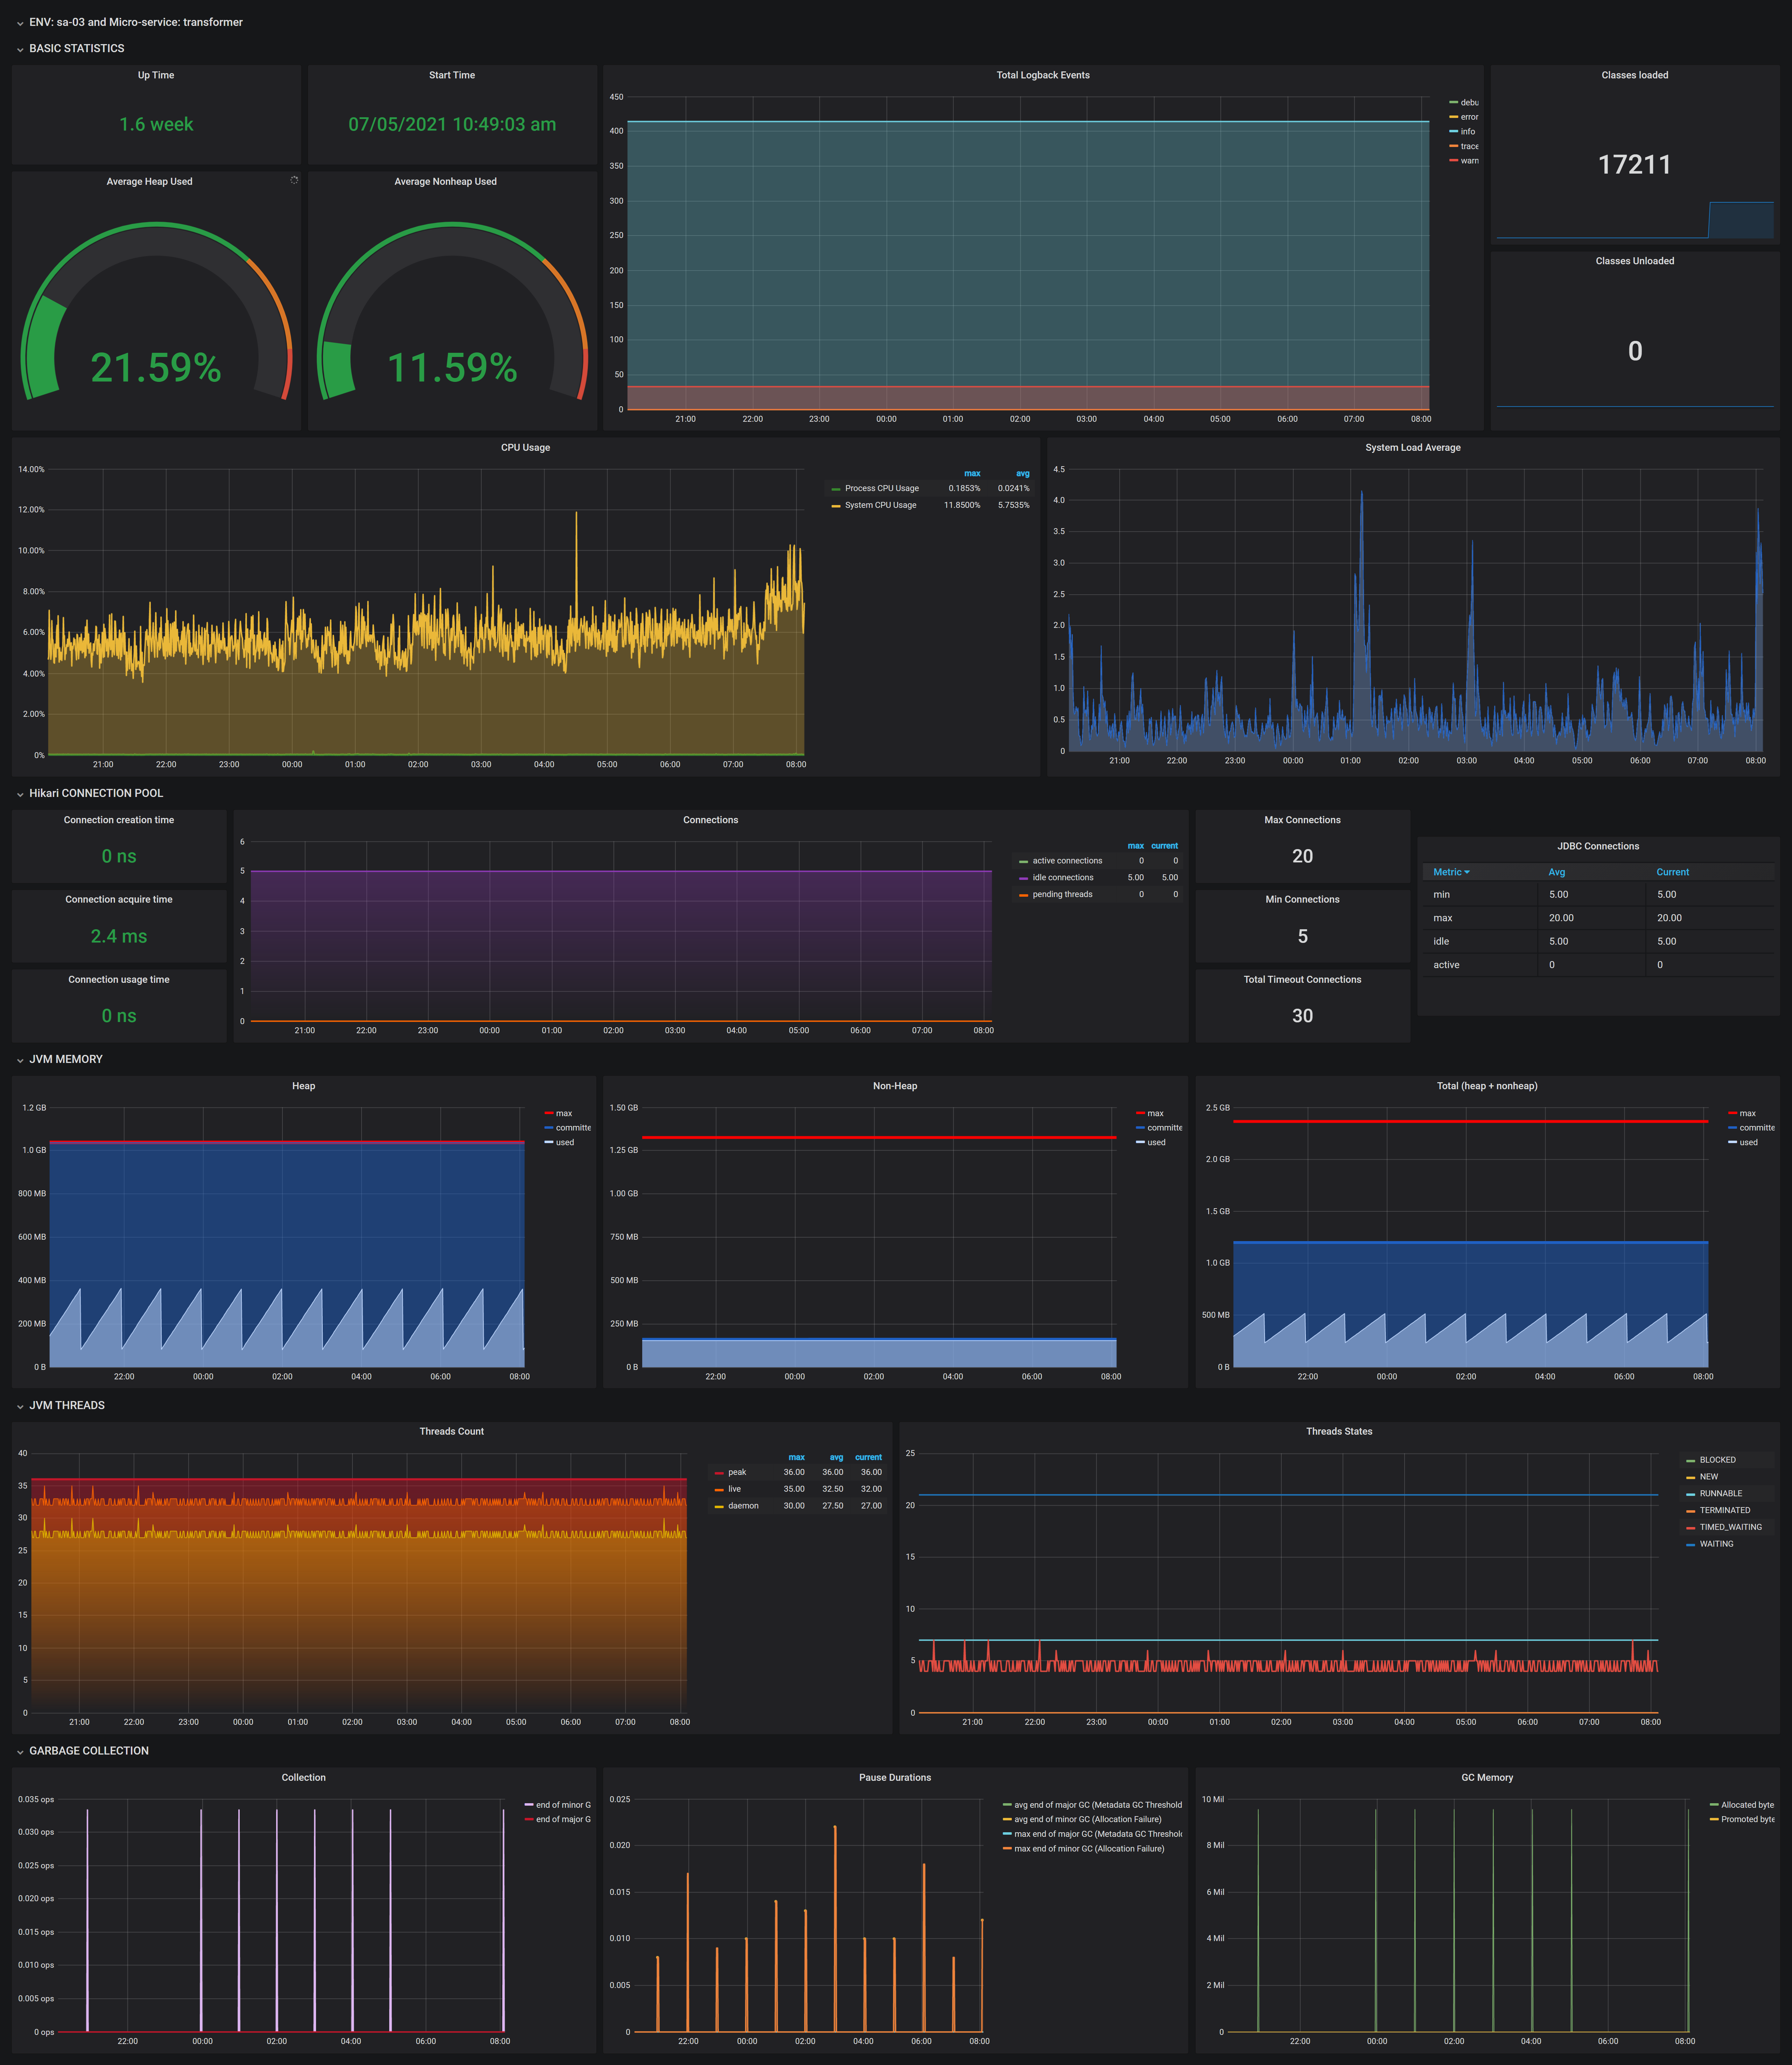 ENV: sa-03 and Micro-service: transformer
BASIC STATISTICS
Up Time
1.6 week
Start Time
07/05/2021 10:49:03 am
Average Heap Used
21.59%
Average Nonheap Used
11.59%
Total Logback Events
450
400
350
300
250
200
150
100
50
0
21:00 22:00 23:00 00:00 01:00 02:00 03:00 04:00 05:00 06:00 07:00 08:00
debu
error
info
trace
warn
Classes loaded
17211
Classes Unloaded
0
CPU Usage
14.00%
12.00%
10.00%
8.00%
6.00%
4.00%
2.00%
0%
21:00 22:00 23:00 00:00 01:00 02:00 03:00 04:00 05:00 06:00 07:00 08:00
max avg
Process CPU Usage 0.1853% 0.0241%
System CPU Usage 11.8500% 5.7535%
System Load Average
4.5
4.0
3.5
3.0
2.5
2.0
1.5
1.0
0.5
0
21:00 22:00 23:00 00:00 01:00 02:00 03:00 04:00 05:00 06:00 07:00 08:00
Hikari CONNECTION POOL
Connection creation time
0 ns
Connection acquire time
2.4 ms
Connection usage time
0 ns
Connections
6
5
4
3
2
1
0
21:00 22:00 23:00 00:00 01:00 02:00 03:00 04:00 05:00 06:00 07:00 08:00
max current
active connections 0 0
idle connections 5.00 5.00
pending threads 0 0
Max Connections
20
Min Connections
5
Total Timeout Connections
30
JDBC Connections
Metric Avg Current
min 5.00 5.00
max 20.00 20.00
idle 5.00 5.00
active 0 0
JVM MEMORY
Heap
1.2 GB
1.0 GB
800 MB
600 MB
400 MB
200 MB
0 B
22:00 00:00 02:00 04:00 06:00 08:00
max
committe
used
Non-Heap
1.50 GB
1.25 GB
1.00 GB
750 MB
500 MB
250 MB
0 B
22:00 00:00 02:00 04:00 06:00 08:00
max
committe
used
Total (heap + nonheap)
2.5 GB
2.0 GB
1.5 GB
1.0 GB
500 MB
0 B
22:00 00:00 02:00 04:00 06:00 08:00
max
committe
used
JVM THREADS
Threads Count
40
35
30
25
20
15
10
5
0
21:00 22:00 23:00 00:00 01:00 02:00 03:00 04:00 05:00 06:00 07:00 08:00
max avg current
peak 36.00 36.00 36.00
live 35.00 32.50 32.00
daemon 30.00 27.50 27.00
Threads States
25
20
15
10
5
0
21:00 22:00 23:00 00:00 01:00 02:00 03:00 04:00 05:00 06:00 07:00 08:00
BLOCKED
NEW
RUNNABLE
TERMINATED
TIMED_WAITING
WAITING
GARBAGE COLLECTION
Collection
0.035 ops
0.030 ops
0.025 ops
0.020 ops
0.015 ops
0.010 ops
0.005 ops
0 ops
22:00 00:00 02:00 04:00 06:00 08:00
end of minor G
end of major G
Pause Durations
0.025
0.020
0.015
0.010
0.005
0
22:00 00:00 02:00 04:00 06:00 08:00
avg end of major GC (Metadata GC Threshold
avg end of minor GC (Allocation Failure)
max end of major GC (Metadata GC Threshol
max end of minor GC (Allocation Failure)
GC Memory
10 Mil
8 Mil
6 Mil
4 Mil
2 Mil
0
22:00 00:00 02:00 04:00 06:00 08:00
Allocated byte
Promoted byte